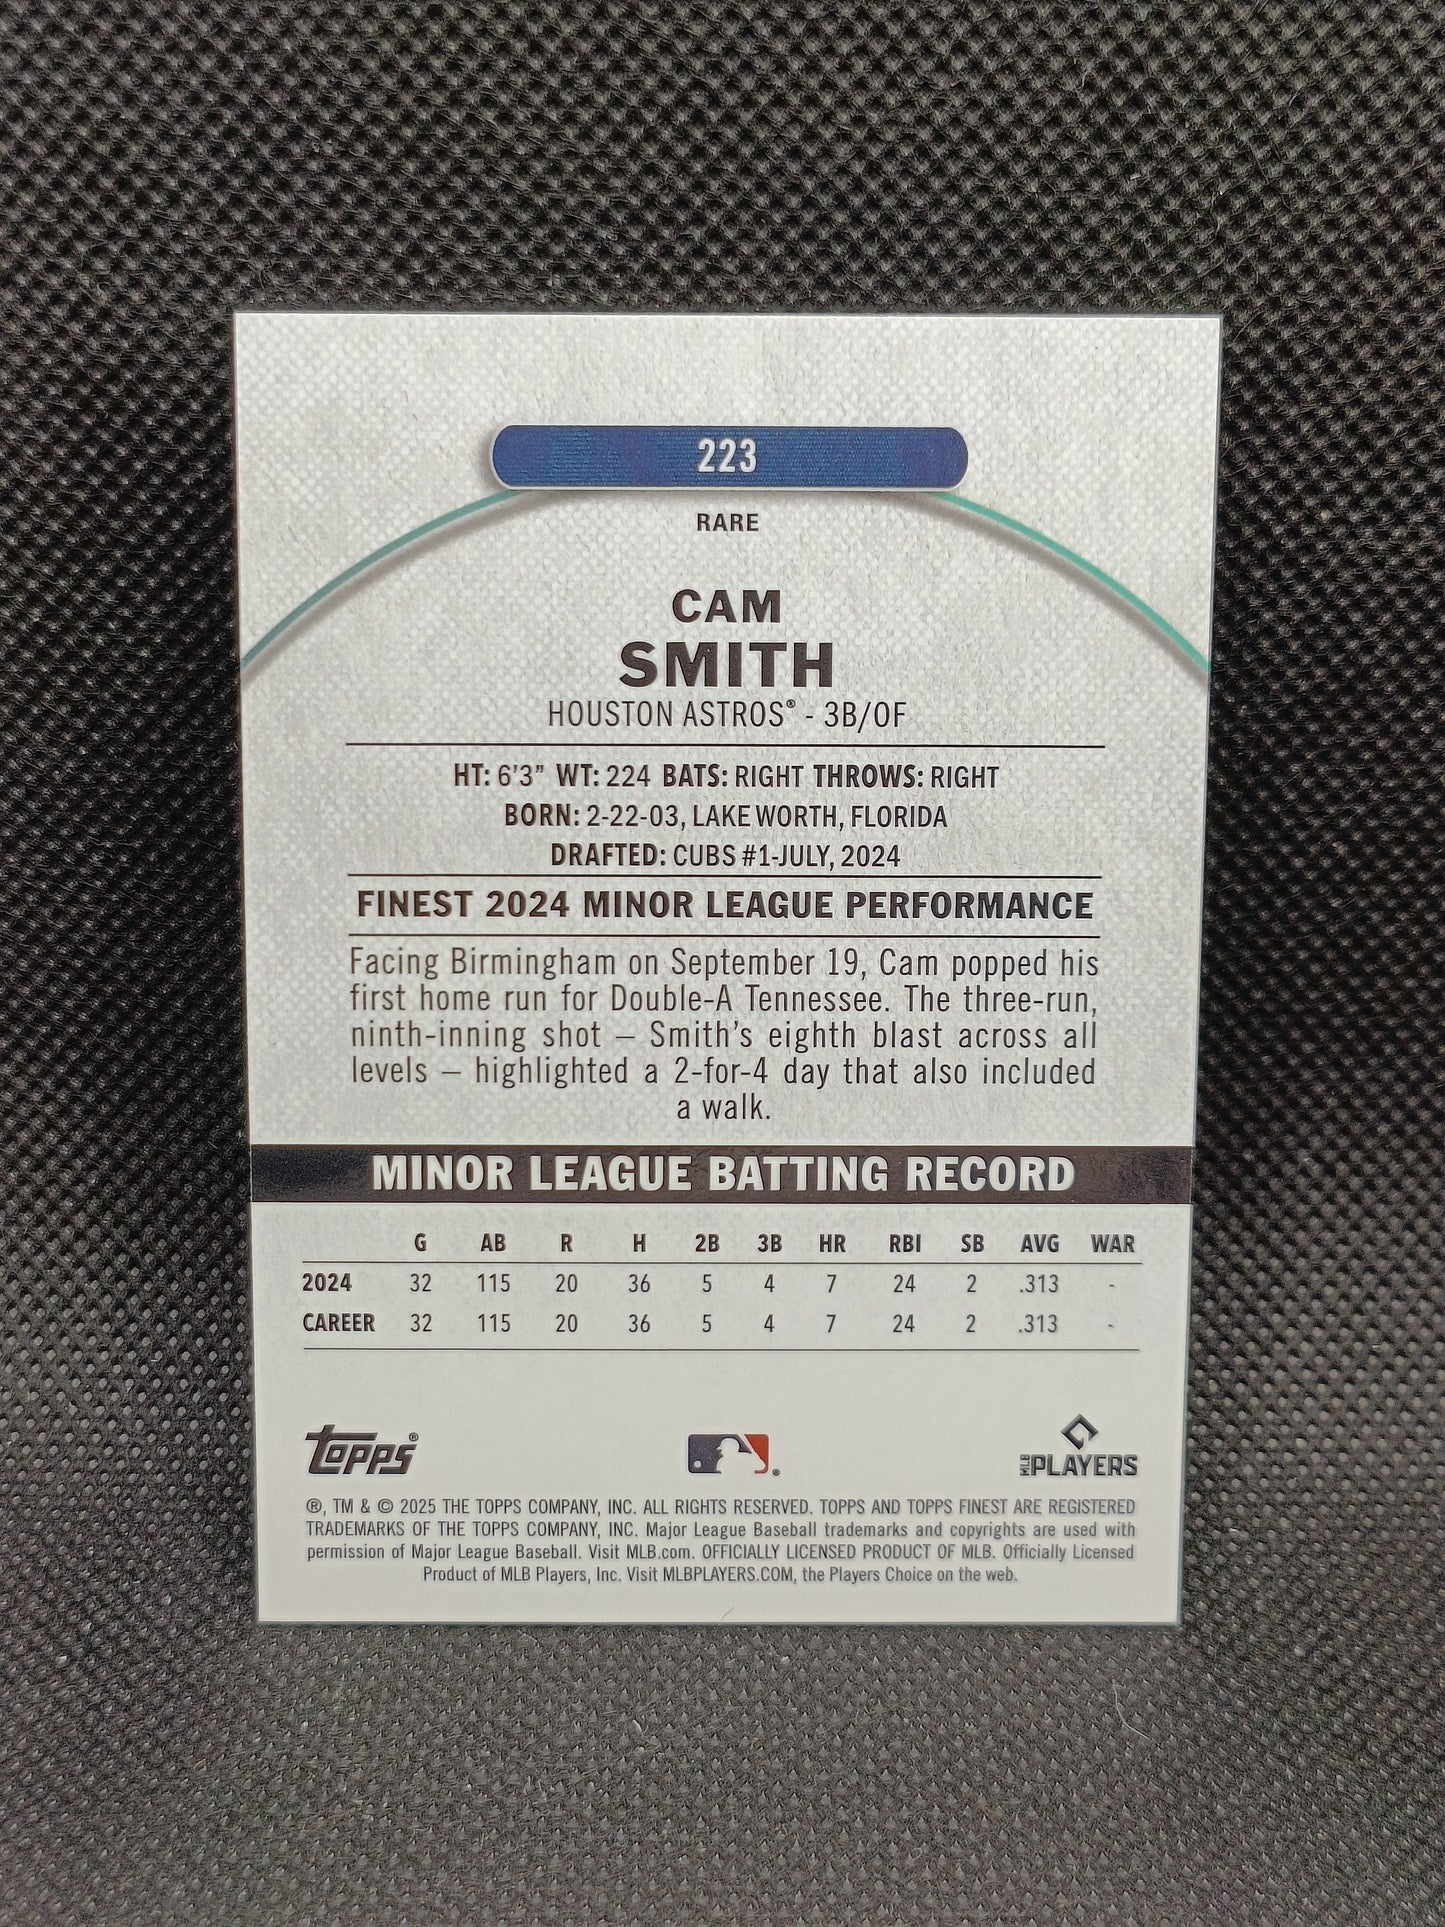 223
RARE
CAM
SMITH
HOUSTON ASTROS® - 3B/OF
HT: 6'3" WT: 224 BATS: RIGHT THROWS: RIGHT
BORN: 2-22-03, LAKE WORTH, FLORIDA
DRAFTED: CUBS #1-JULY, 2024
FINEST 2024 MINOR LEAGUE PERFORMANCE
Facing Birmingham on September 19, Cam popped his
first home run for Double-A Tennessee. The three-run,
ninth-inning shot – Smith's eighth blast across all
levels – highlighted a 2-for-4 day that also included
a walk.
MINOR LEAGUE BATTING RECORD
G AB R H 2B 3B HR RBI SB AVG WAR
2024 32 115 20 36 5 4 7 24 2 .313 -
CAREER 32 115 20 36 5 4 7 24 2 .313 -
Topps® ® MLB PLAYERS
®, TM & © 2025 THE TOPPS COMPANY, INC. ALL RIGHTS RESERVED. TOPPS AND TOPPS FINEST ARE REGISTERED
TRADEMARKS OF THE TOPPS COMPANY, INC. Major League Baseball trademarks and copyrights are used with
permission of Major League Baseball. Visit MLB.com. OFFICIALLY LICENSED PRODUCT OF MLB. Officially Licensed
Product of MLB Players, Inc. Visit MLBPLAYERS.COM, the Players Choice on the web.